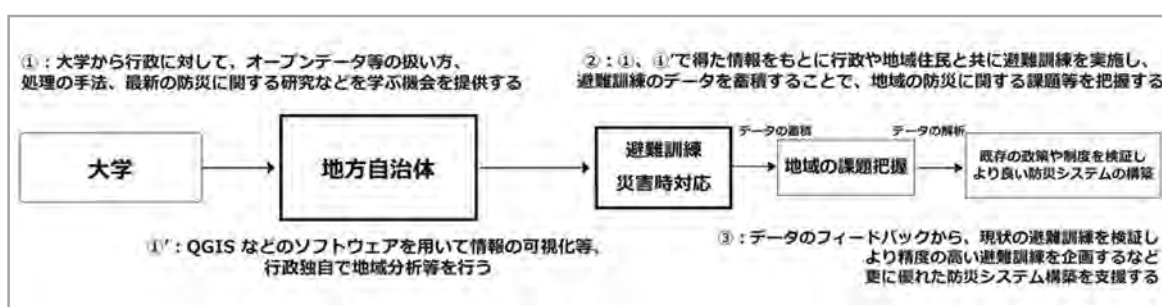 ①：大学から行政に対して、オープンデータ等の扱い方、
処理の手法、最新の防災に関する研究などを学ぶ機会を提供する
②：①、①′で得た情報をもとに行政や地域住民と共に避難訓練を実施し、
避難訓練のデータを蓄積することで、地域の防災に関する課題等を把握する
大学
地方自治体
避難訓練
災害時対応
データの蓄積
地域の課題把握
データの解析
既存の政策や制度を検証し
より良い防災システムの構築
①′：QGIS などのソフトウェアを用いて情報の可視化等、
行政独自で地域分析等を行う
③：データのフィードバックから、現状の避難訓練を検証し
より精度の高い避難訓練を企画するなど
更に優れた防災システム構築を支援する